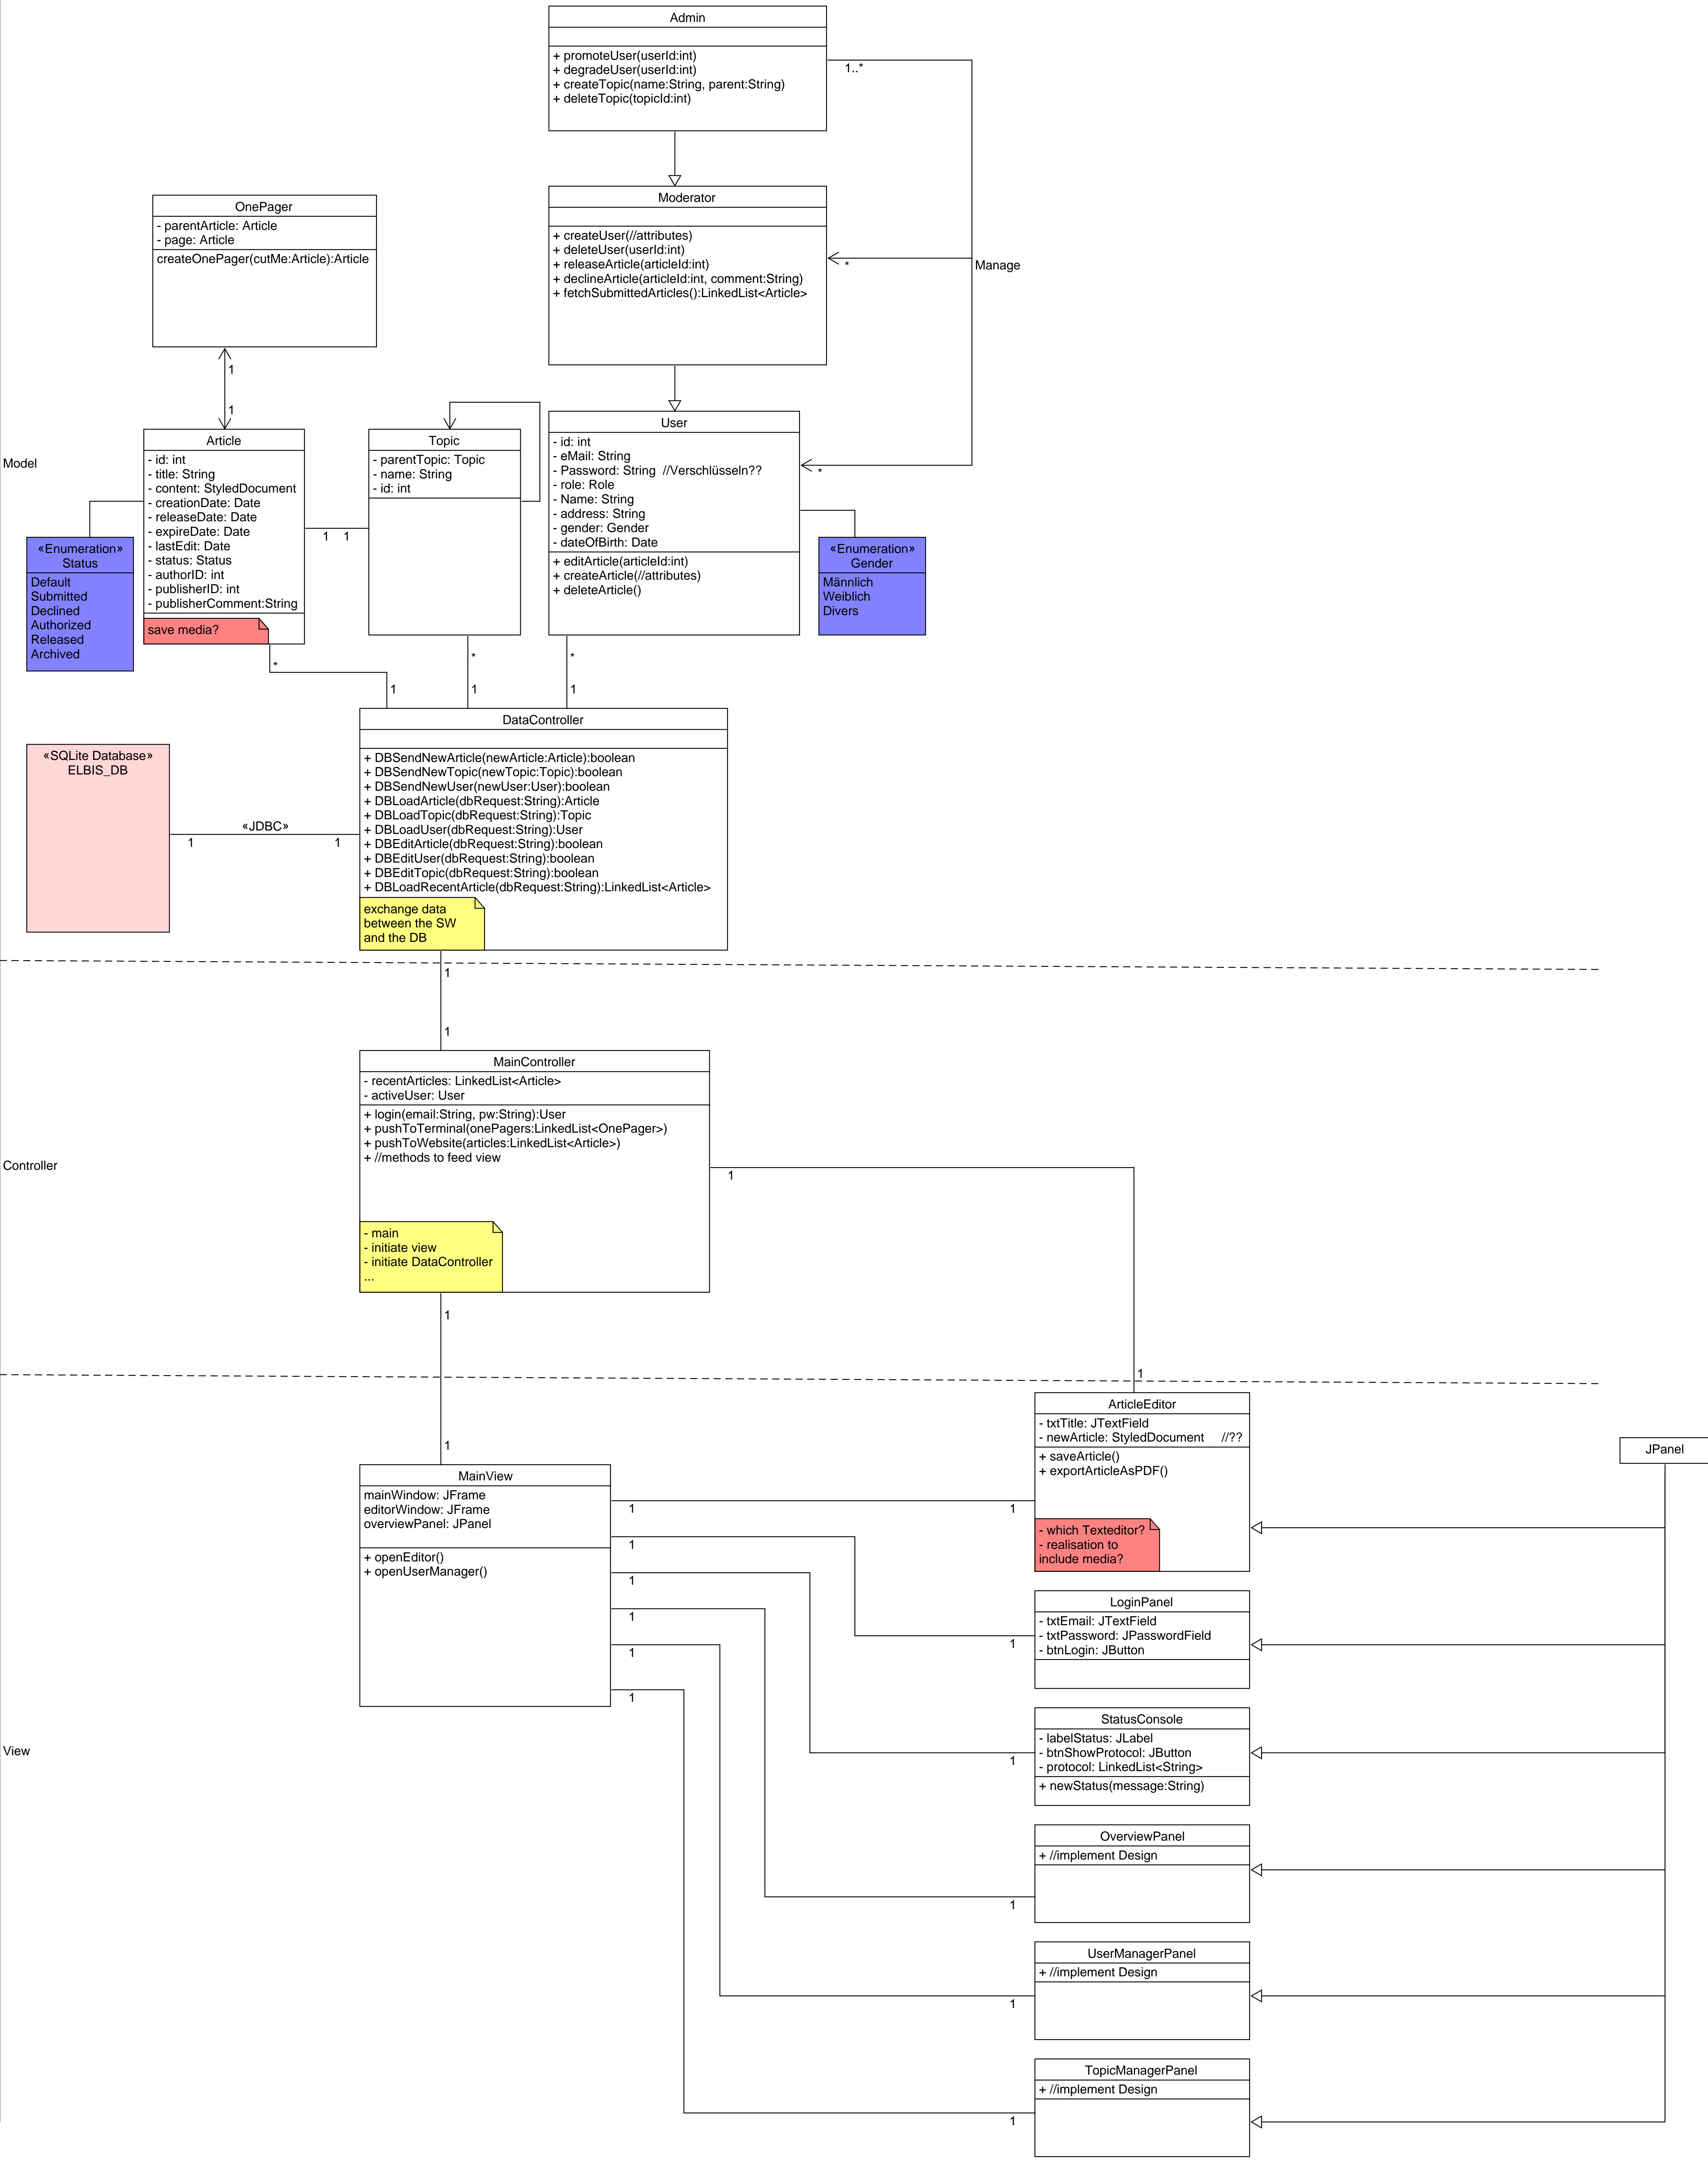 Admin
+ promoteUser(userId:int)
+ degradeUser(userId:int)
+ createTopic(name:String, parent:String)
+ deleteTopic(topicId:int)
1..*
Moderator
+ createUser(//attributes)
+ deleteUser(userId:int)
+ releaseArticle(articleId:int)
+ declineArticle(articleId:int, comment:String)
+ fetchSubmittedArticles():LinkedList<Article>
*
Manage
OnePager
- parentArticle: Article
- page: Article
createOnePager(cutMe:Article):Article
1
1
Model
Article
- id: int
- title: String
- content: StyledDocument
- creationDate: Date
- releaseDate: Date
- expireDate: Date
- lastEdit: Date
- status: Status
- authorID: int
- publisherID: int
- publisherComment:String
save media?
«Enumeration»
Status
Default
Submitted
Declined
Authorized
Released
Archived
1 1
Topic
- parentTopic: Topic
- name: String
- id: int
User
- id: int
- eMail: String
- Password: String //Verschlüsseln??
- role: Role
- Name: String
- address: String
- gender: Gender
- dateOfBirth: Date
+ editArticle(articleId:int)
+ createArticle(//attributes)
+ deleteArticle()
*
«Enumeration»
Gender
Männlich
Weiblich
Divers
* * *
1 1 1
DataController
+ DBSendNewArticle(newArticle:Article):boolean
+ DBSendNewTopic(newTopic:Topic):boolean
+ DBSendNewUser(newUser:User):boolean
+ DBLoadArticle(dbRequest:String):Article
+ DBLoadTopic(dbRequest:String):Topic
+ DBLoadUser(dbRequest:String):User
+ DBEditArticle(dbRequest:String):boolean
+ DBEditUser(dbRequest:String):boolean
+ DBEditTopic(dbRequest:String):boolean
+ DBLoadRecentArticle(dbRequest:String):LinkedList<Article>
exchange data
between the SW
and the DB
«SQLite Database»
ELBIS_DB
«JDBC»
1 1
1
1
Controller
MainController
- recentArticles: LinkedList<Article>
- activeUser: User
+ login(email:String, pw:String):User
+ pushToTerminal(onePagers:LinkedList<OnePager>)
+ pushToWebsite(articles:LinkedList<Article>)
+ //methods to feed view
- main
- initiate view
- initiate DataController
...
1
1
1
1
View
MainView
mainWindow: JFrame
editorWindow: JFrame
overviewPanel: JPanel
+ openEditor()
+ openUserManager()
1
1
1
1
1
1
ArticleEditor
- txtTitle: JTextField
- newArticle: StyledDocument //??
+ saveArticle()
+ exportArticleAsPDF()
- which Texteditor?
- realisation to
include media?
1
JPanel
LoginPanel
- txtEmail: JTextField
- txtPassword: JPasswordField
- btnLogin: JButton
1
StatusConsole
- labelStatus: JLabel
- btnShowProtocol: JButton
- protocol: LinkedList<String>
+ newStatus(message:String)
1
OverviewPanel
+ //implement Design
1
UserManagerPanel
+ //implement Design
1
TopicManagerPanel
+ //implement Design
1